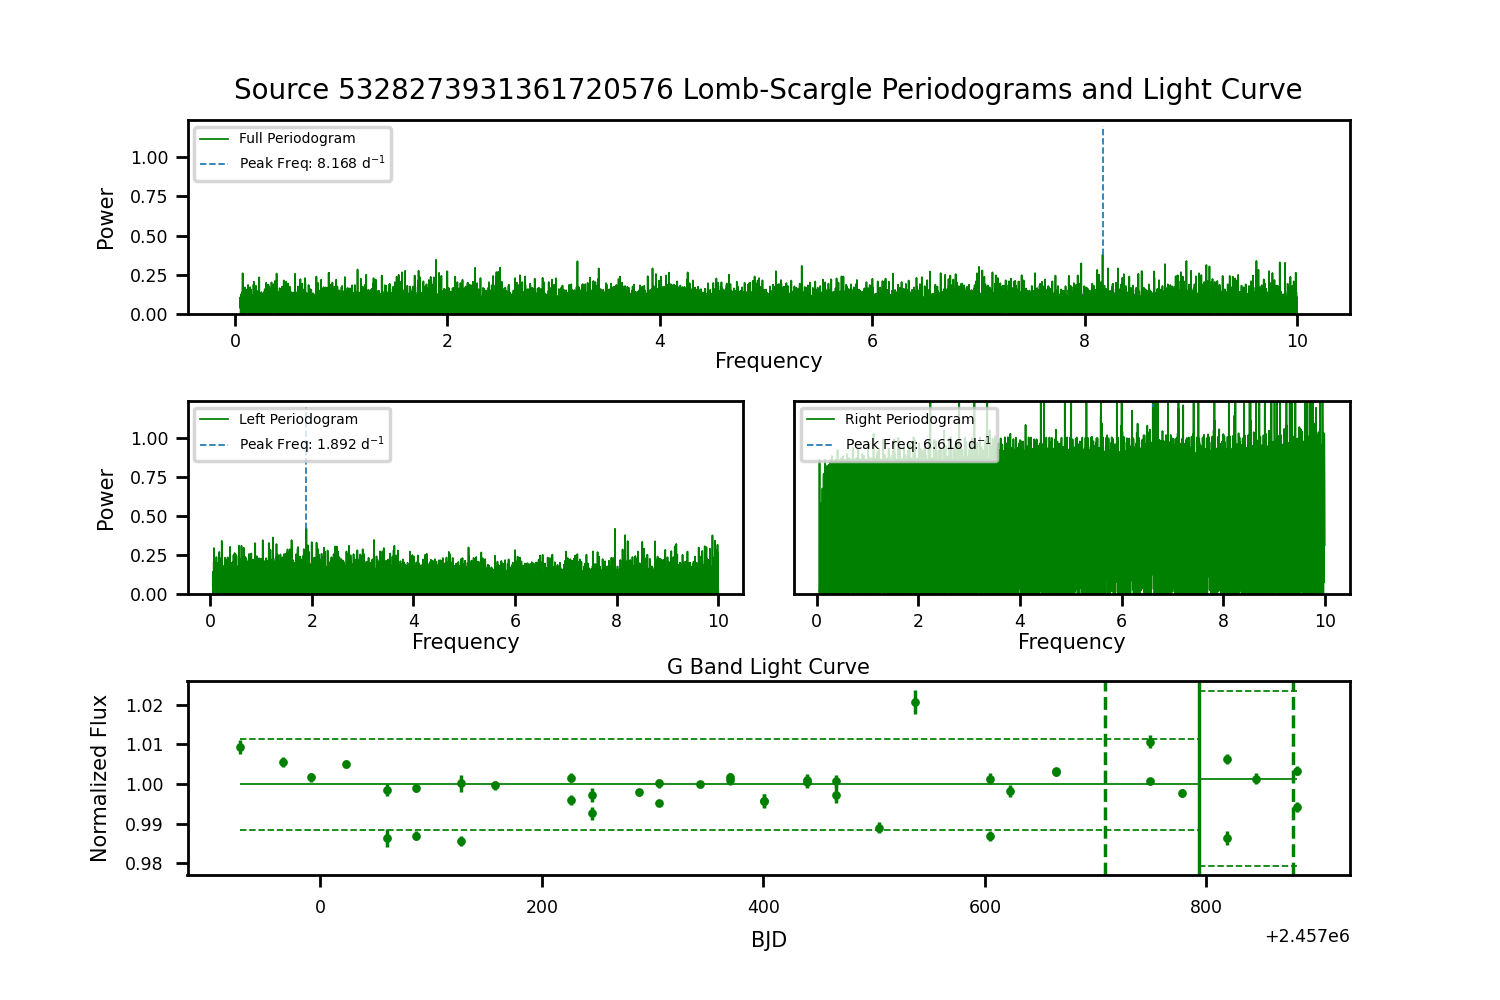 Source 5328273931361720576 Lomb-Scargle Periodograms and Light Curve
Full Periodogram
Peak Freq: 8.168 d⁻¹
Power
1.00
0.75
0.50
0.25
0.00
0 2 4 6 8 10
Frequency
Left Periodogram
Peak Freq: 1.892 d⁻¹
Power
1.00
0.75
0.50
0.25
0.00
0 2 4 6 8 10
Frequency
Right Periodogram
Peak Freq: 6.616 d⁻¹
0 2 4 6 8 10
Frequency
G Band Light Curve
Normalized Flux
1.02
1.01
1.00
0.99
0.98
0 200 400 600 800
BJD
+2.457e6